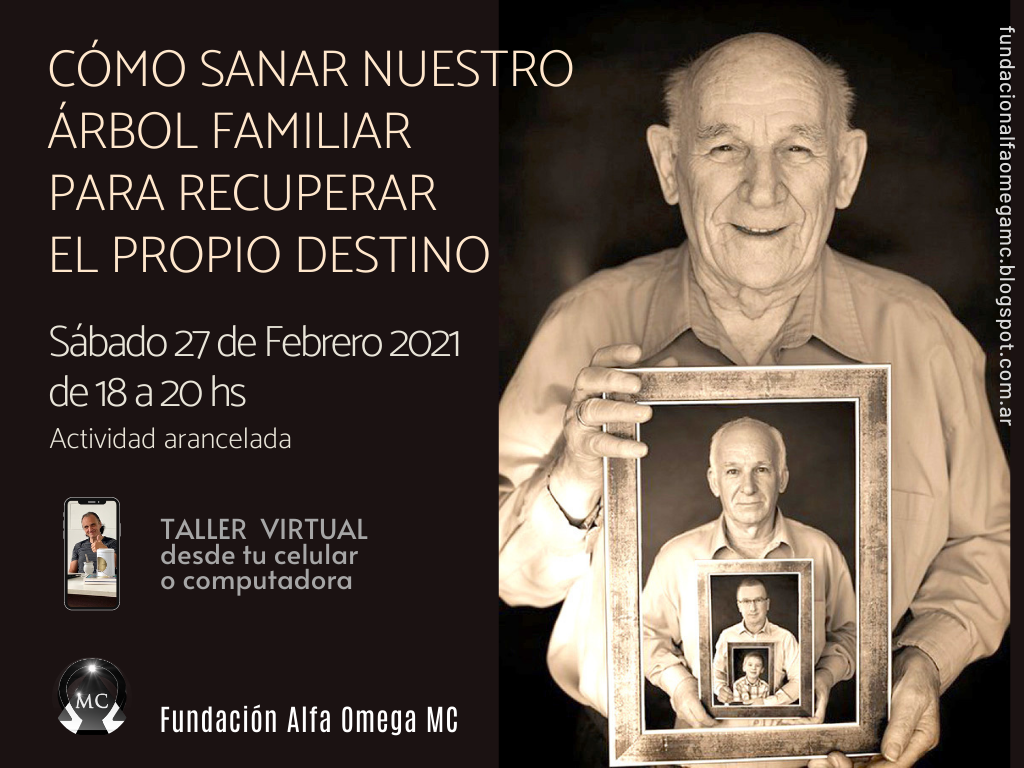 CÓMO SANAR NUESTRO
ÁRBOL FAMILIAR
PARA RECUPERAR
EL PROPIO DESTINO
Sábado 27 de Febrero 2021
de 18 a 20 hs
Actividad arancelada
TALLER VIRTUAL
desde tu celular
o computadora
MC
Fundación Alfa Omega MC
fundacionalfaomegamc.blogspot.com.ar